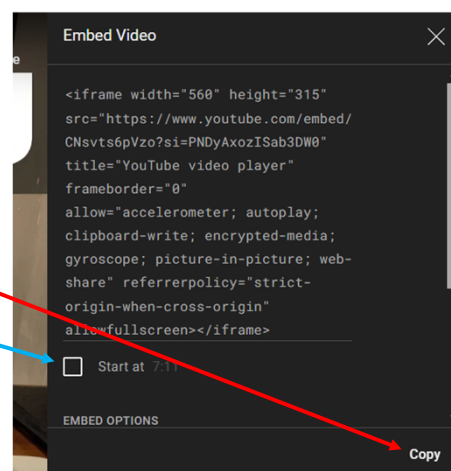 Embed Video
e
<iframe width="560" height="315"
src="https://www.youtube.com/embed/
CNsvts6pVzo?si=PNDyAxozISab3DW0"
title="YouTube video player"
frameborder="0"
allow="accelerometer; autoplay;
clipboard-write; encrypted-media;
gyroscope; picture-in-picture; web-
share" referrerpolicy="strict-
origin-when-cross-origin"
allowfullscreen></iframe>
Start at 7:11
EMBED OPTIONS
Copy